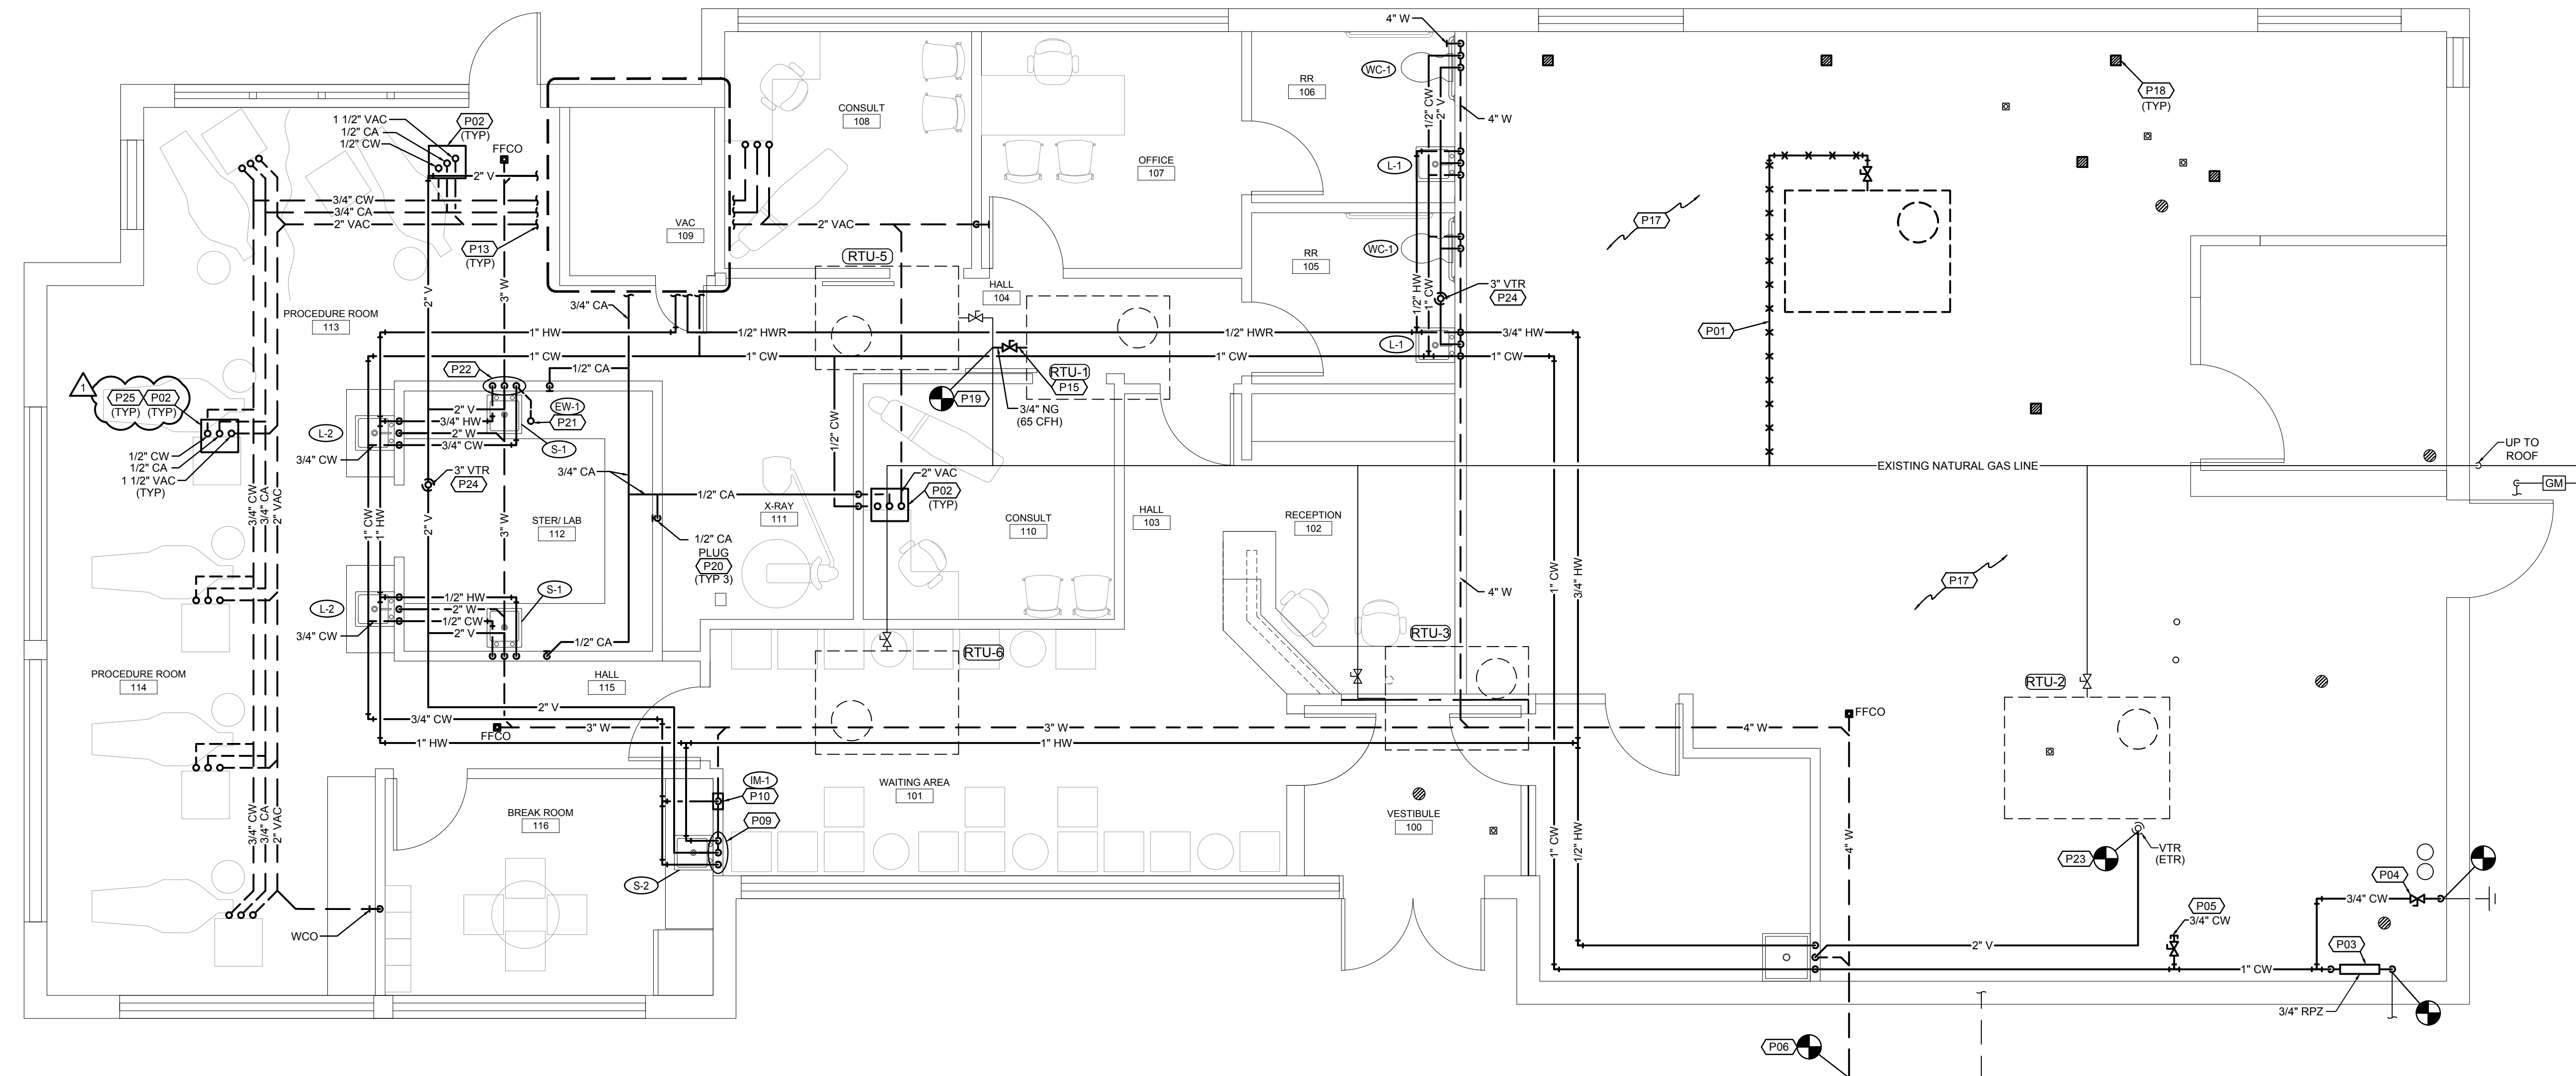 4" W
WC-1
RR
106
1/2" CW
2" V
4" W
P18
(TYP)
CONSULT
108
1 1/2" VAC
1/2" CA
1/2" CW
P02
(TYP)
FFCO
2" V
OFFICE
107
L-1
3/4" CW
3/4" CA
2" VAC
P13
(TYP)
VAC
109
2" VAC
P17
WC-1
RR
105
RTU-5
HALL
104
1/2" HW
1" CW
3" VTR
P24
2" V
3" W
3/4" CA
PROCEDURE ROOM
113
1" HW
1/2" HWR
1/2" HWR
3/4" HW
P01
L-1
1" CW
1" CW
1" CW
1" CW
P22
1/2" CA
RTU-1
P15
1
P25
P02
(TYP)
(TYP)
EW-1
P21
P19
3/4" NG
(65 CFH)
2" V
3/4" HW
2" W
3/4" CW
L-2
S-1
1/2" CW
3/4" CW
1/2" CW
1/2" CA
1 1/2" VAC
(TYP)
3" VTR
P24
3/4" CA
2" VAC
P02
(TYP)
EXISTING NATURAL GAS LINE
UP TO
ROOF
GM
1/2" CA
3/4" CW
3/4" CA
2" VAC
1" CW
1" HW
2" V
3" W
STER/ LAB
112
X-RAY
111
CONSULT
110
HALL
103
RECEPTION
102
1/2" CA
PLUG
P20
(TYP 3)
1" CW
3/4" HW
P17
4" W
L-2
1/2" HW
2" W
1/2" CW
2" V
S-1
3/4" CW
1/2" CA
RTU-3
RTU-6
RTU-2
PROCEDURE ROOM
114
HALL
115
2" V
3/4" CW
FFCO
3" W
3" W
4" W
FFCO
1" HW
1" HW
IM-1
P10
WAITING AREA
101
VESTIBULE
100
BREAK ROOM
116
P09
3/4" CW
3/4" CA
2" VAC
1" CW
1/2" HW
4" W
P23
VTR
(ETR)
S-2
P04
3/4" CW
P05
3/4" CW
WCO
2" V
P03
1" CW
3/4" RPZ
P06